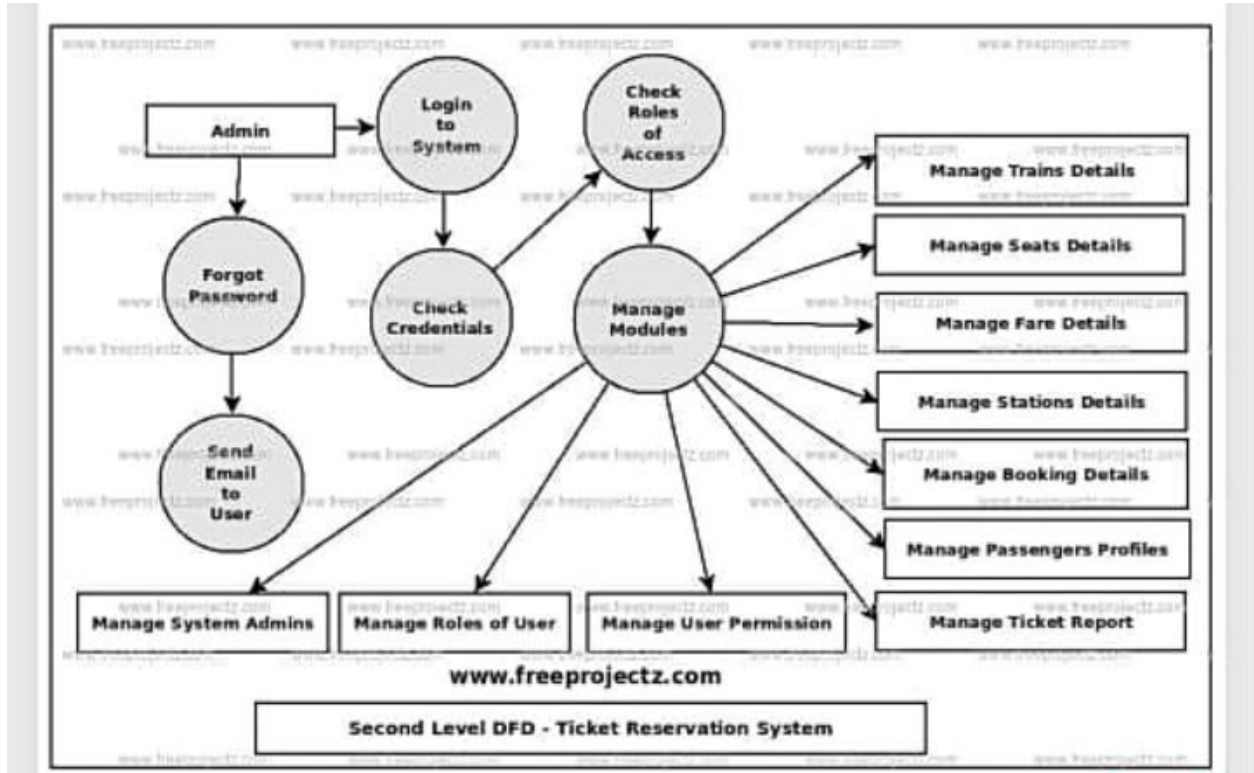 Admin
Login
to
System
Check
Roles
of
Access
Manage Trains Details
Manage Seats Details
Forgot
Password
Check
Credentials
Manage
Modules
Manage Fare Details
Manage Stations Details
Send
Email
to
User
Manage Booking Details
Manage Passengers Profiles
Manage System Admins
Manage Roles of User
Manage User Permission
Manage Ticket Report
www.freeprojectz.com
Second Level DFD - Ticket Reservation System